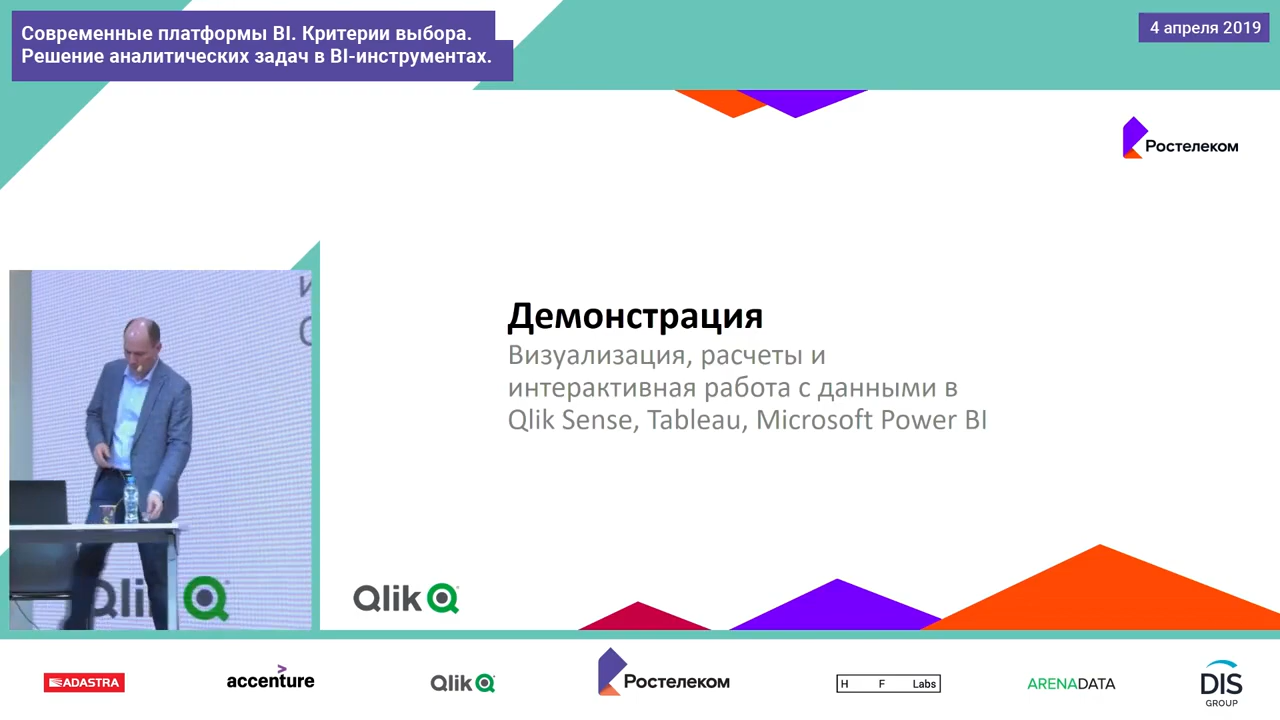 Современные платформы BI. Критерии выбора.
Решение аналитических задач в BI-инструментах.
4 апреля 2019
Ростелеком
Демонстрация
Визуализация, расчеты и
интерактивная работа с данными в
Qlik Sense, Tableau, Microsoft Power BI
Qlik
Qlik
ADASTRA
accenture
Qlik
Ростелеком
H F Labs
ARENADATA
DIS
GROUP